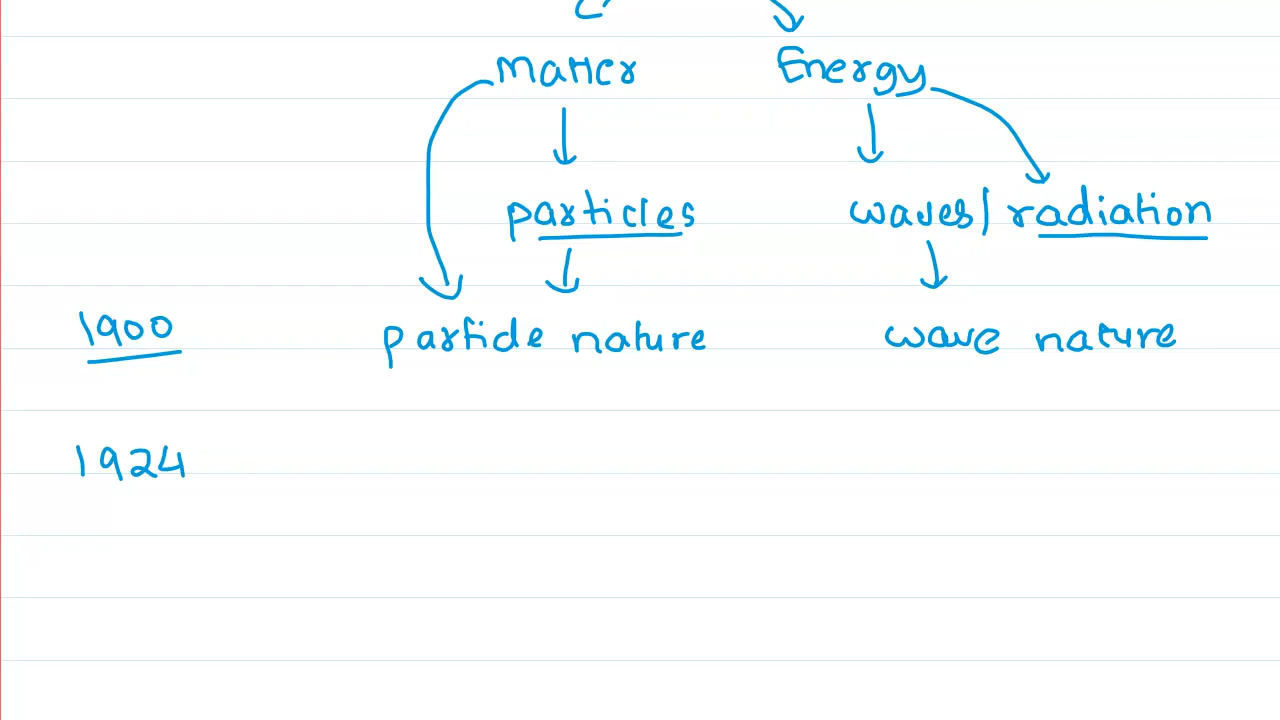 Matter Energy
particles waves/ radiation
1900 particle nature wave nature
1924